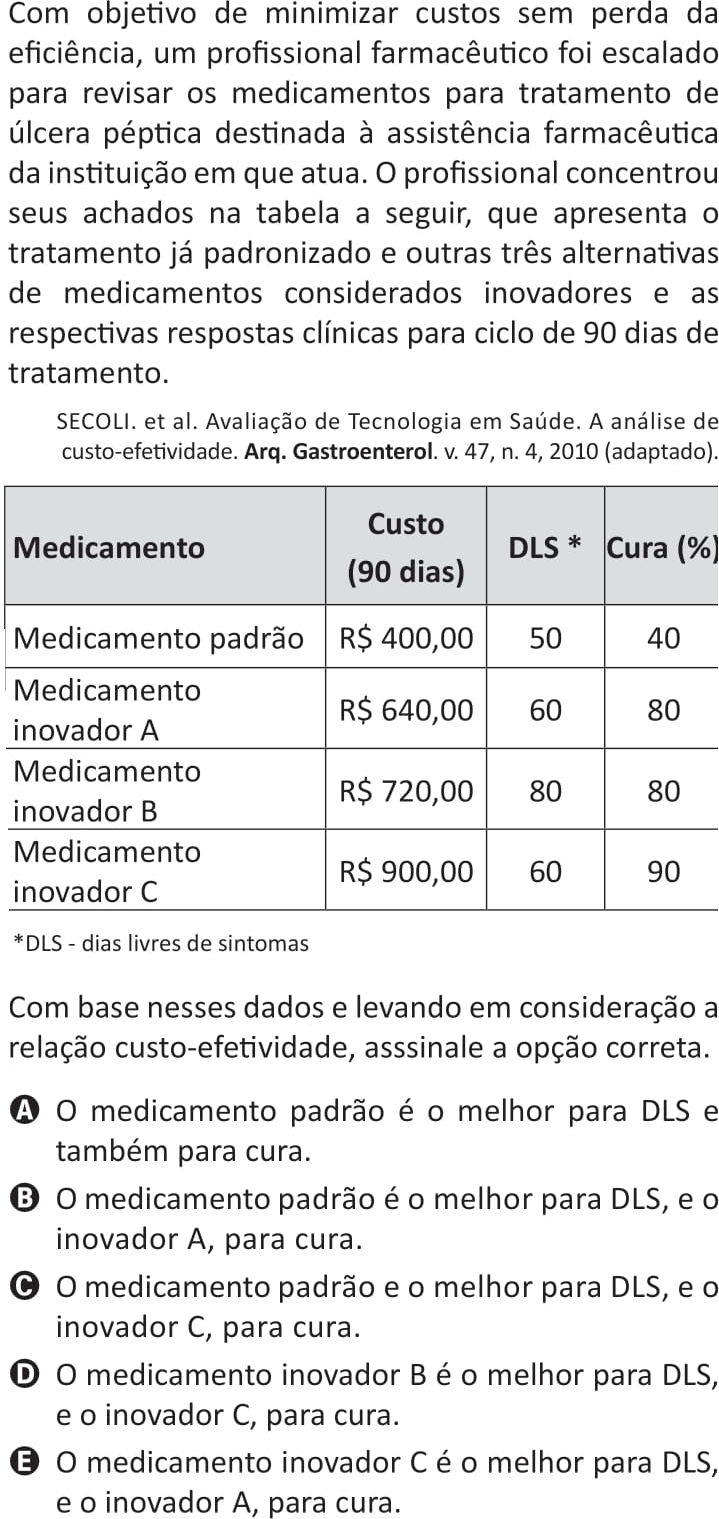 Com objetivo de minimizar custos sem perda da
eficiência, um profissional farmacêutico foi escalado
para revisar os medicamentos para tratamento de
úlcera péptica destinada à assistência farmacêutica
da instituição em que atua. O profissional concentrou
seus achados na tabela a seguir, que apresenta o
tratamento já padronizado e outras três alternativas
de medicamentos considerados inovadores e as
respectivas respostas clínicas para ciclo de 90 dias de
tratamento.
SECOLI. et al. Avaliação de Tecnologia em Saúde. A análise de
custo-efetividade. Arq. Gastroenterol. v. 47, n. 4, 2010 (adaptado).
Medicamento Custo (90 dias) DLS * Cura (%)
Medicamento padrão R$ 400,00 50 40
Medicamento
inovador A R$ 640,00 60 80
Medicamento
inovador B R$ 720,00 80 80
Medicamento
inovador C R$ 900,00 60 90
*DLS - dias livres de sintomas
Com base nesses dados e levando em consideração a
relação custo-efetividade, asssinale a opção correta.
A O medicamento padrão é o melhor para DLS e
também para cura.
B O medicamento padrão é o melhor para DLS, e o
inovador A, para cura.
C O medicamento padrão e o melhor para DLS, e o
inovador C, para cura.
D O medicamento inovador B é o melhor para DLS,
e o inovador C, para cura.
E O medicamento inovador C é o melhor para DLS,
e o inovador A, para cura.